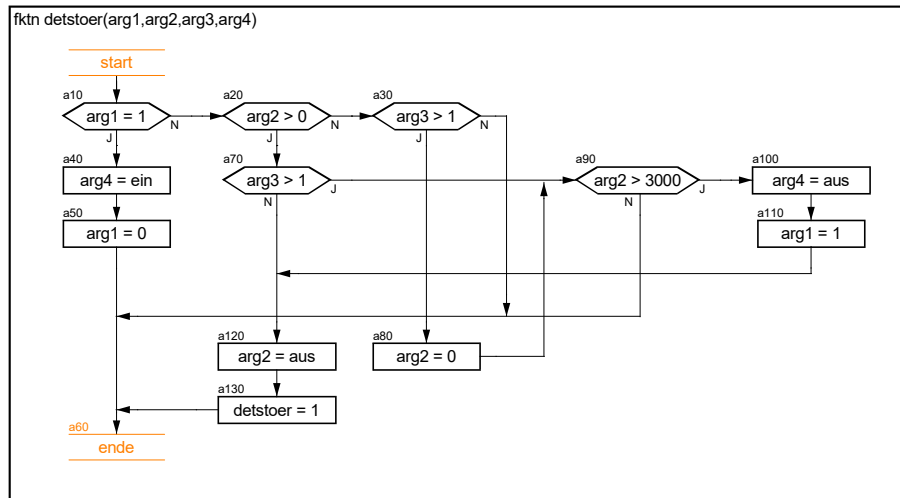 fktn detstoer(arg1,arg2,arg3,arg4)
start
a10
arg1 = 1
J
N
a20
arg2 > 0
J
N
a30
arg3 > 1
J
N
a40
arg4 = ein
a70
arg3 > 1
J
N
a90
arg2 > 3000
J
N
a100
arg4 = aus
a50
arg1 = 0
a110
arg1 = 1
a120
arg2 = aus
a80
arg2 = 0
a130
detstoer = 1
a60
ende